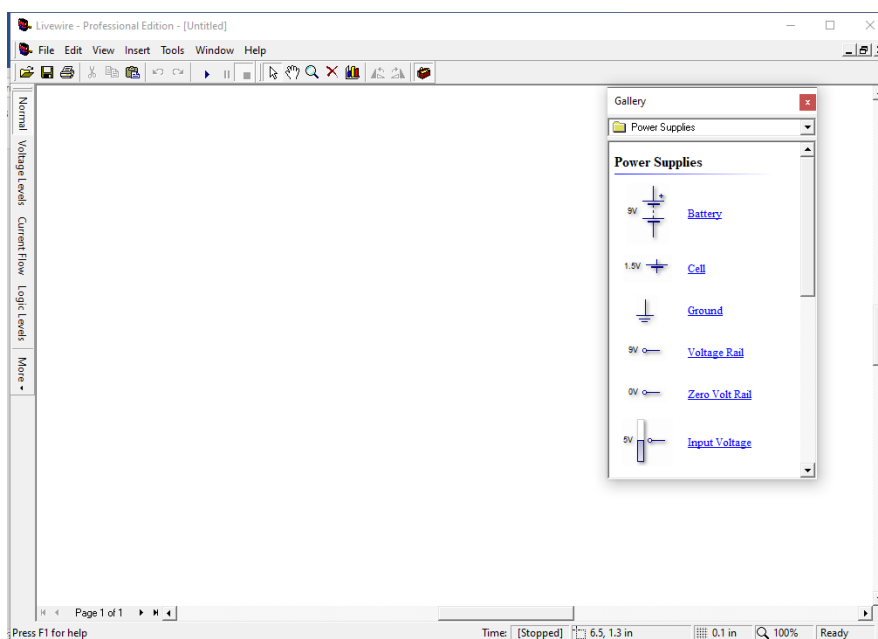 Livewire - Professional Edition - [Untitled]
File Edit View Insert Tools Window Help
Normal
Voltage Levels
Current Flow
Logic Levels
More
Gallery
Power Supplies
Power Supplies
9V Battery
1.5V Cell
Ground
9V Voltage Rail
0V Zero Volt Rail
5V Input Voltage
Page 1 of 1
Press F1 for help Time: [Stopped] 6.5, 1.3 in 0.1 in 100% Ready